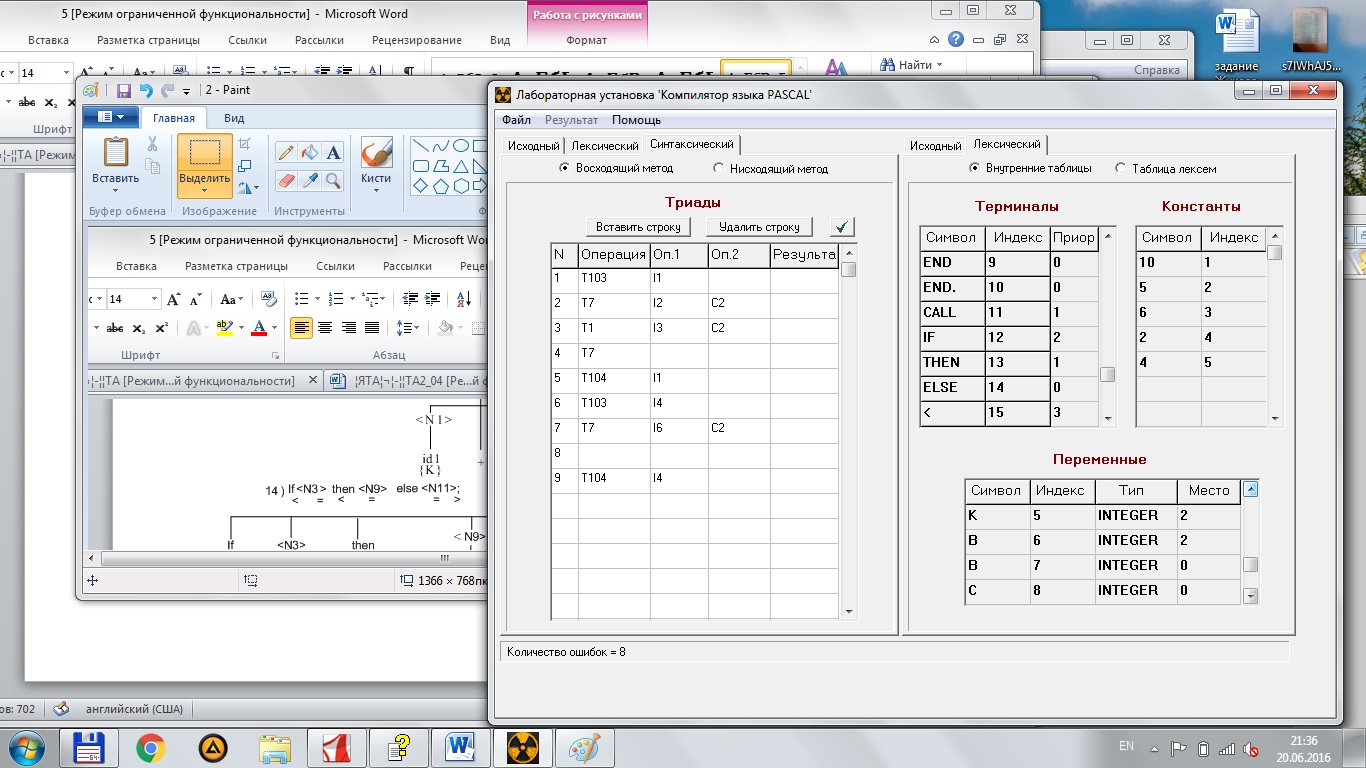 5 [Режим ограниченной функциональности] - Microsoft Word
Работа с рисунками
Вставка Разметка страницы Ссылки Рассылки Рецензирование Вид Формат
14
Найти
Шрифт
Справка
задание
s7IWhAJ5...
2 - Paint
Главная Вид
Вставить
Выделить
Кисти
Буфер обмена Изображение Инструменты
5 [Режим ограниченной функциональности] - Microsoft Wor
Вставка Разметка страницы Ссылки Рассылки
14
Шрифт Абзац
[Режим...й функциональности]
<N1>
id1
{K}
+
14 ) If<N3> then <N9> else <N11>;
< = < = = >
If <N3> then < N9>
1366 × 768пк
702 английский (США)
Лабораторная установка 'Компилятор языка PASCAL'
Файл Результат Помощь
Исходный Лексический Синтаксический
Восходящий метод Нисходящий метод
Триады
Вставить строку Удалить строку
N Операция Оп.1 Оп.2 Результа
1 T103 I1
2 T7 I2 C2
3 T1 I3 C2
4 T7
5 T104 I1
6 T103 I4
7 T7 I6 C2
8
9 T104 I4
Количество ошибок = 8
Исходный Лексический
Внутренние таблицы Таблица лексем
Терминалы
Символ Индекс Приор
END 9 0
END. 10 0
CALL 11 1
IF 12 2
THEN 13 1
ELSE 14 0
< 15 3
Константы
Символ Индекс
10 1
5 2
6 3
2 4
4 5
Переменные
Символ Индекс Тип Место
K 5 INTEGER 2
B 6 INTEGER 2
B 7 INTEGER 0
C 8 INTEGER 0
EN
21:36
20.06.2016